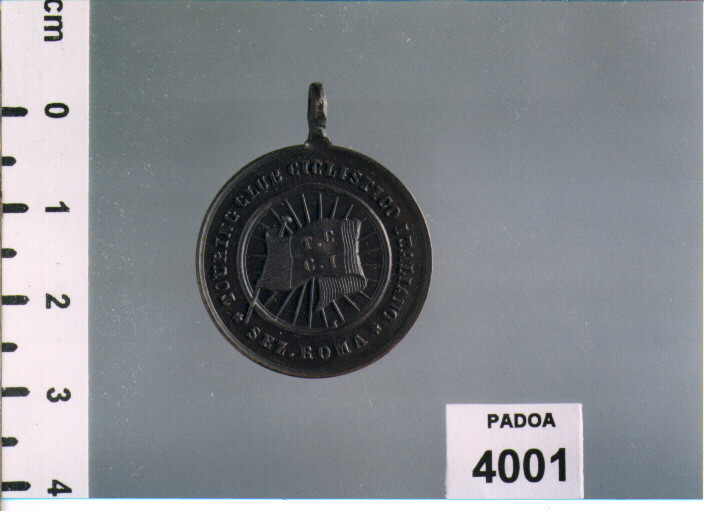 cm
0
1
2
3
4
TOURING CLUB CICLISTICO ITALIANO
T.C
C.I
* SEZ. ROMA *
PADOA
4001